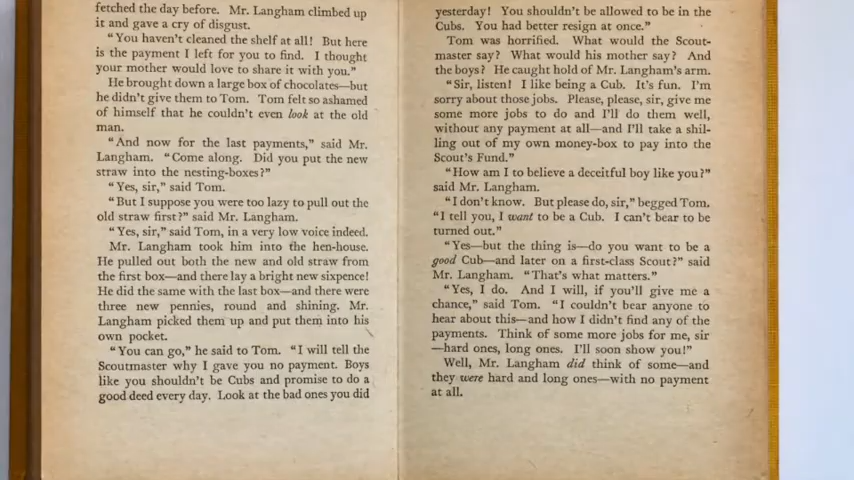 fetched the day before. Mr. Langham climbed up
it and gave a cry of disgust.
"You haven't cleaned the shelf at all! But here
is the payment I left for you to find. I thought
your mother would love to share it with you."
He brought down a large box of chocolates—but
he didn't give them to Tom. Tom felt so ashamed
of himself that he couldn't even look at the old
man.
"And now for the last payments," said Mr.
Langham. "Come along. Did you put the new
straw into the nesting-boxes?"
"Yes, sir," said Tom.
"But I suppose you were too lazy to pull out the
old straw first?" said Mr. Langham.
"Yes, sir," said Tom, in a very low voice indeed.
Mr. Langham took him into the hen-house.
He pulled out both the new and old straw from
the first box—and there lay a bright new sixpence!
He did the same with the last box—and there were
three new pennies, round and shining. Mr.
Langham picked them up and put them into his
own pocket.
"You can go," he said to Tom. "I will tell the
Scoutmaster why I gave you no payment. Boys
like you shouldn't be Cubs and promise to do a
good deed every day. Look at the bad ones you did
yesterday! You shouldn't be allowed to be in the
Cubs. You had better resign at once."
Tom was horrified. What would the Scout-
master say? What would his mother say? And
the boys? He caught hold of Mr. Langham's arm.
"Sir, listen! I like being a Cub. It's fun. I'm
sorry about those jobs. Please, please, sir, give me
some more jobs to do and I'll do them well,
without any payment at all—and I'll take a shil-
ling out of my own money-box to pay into the
Scout's Fund."
"How am I to believe a deceitful boy like you?"
said Mr. Langham.
"I don't know. But please do, sir," begged Tom.
"I tell you, I want to be a Cub. I can't bear to be
turned out."
"Yes—but the thing is—do you want to be a
good Cub—and later on a first-class Scout?" said
Mr. Langham. "That's what matters."
"Yes, I do. And I will, if you'll give me a
chance," said Tom. "I couldn't bear anyone to
hear about this—and how I didn't find any of the
payments. Think of some more jobs for me, sir
—hard ones, long ones. I'll soon show you!"
Well, Mr. Langham did think of some—and
they were hard and long ones—with no payment
at all.